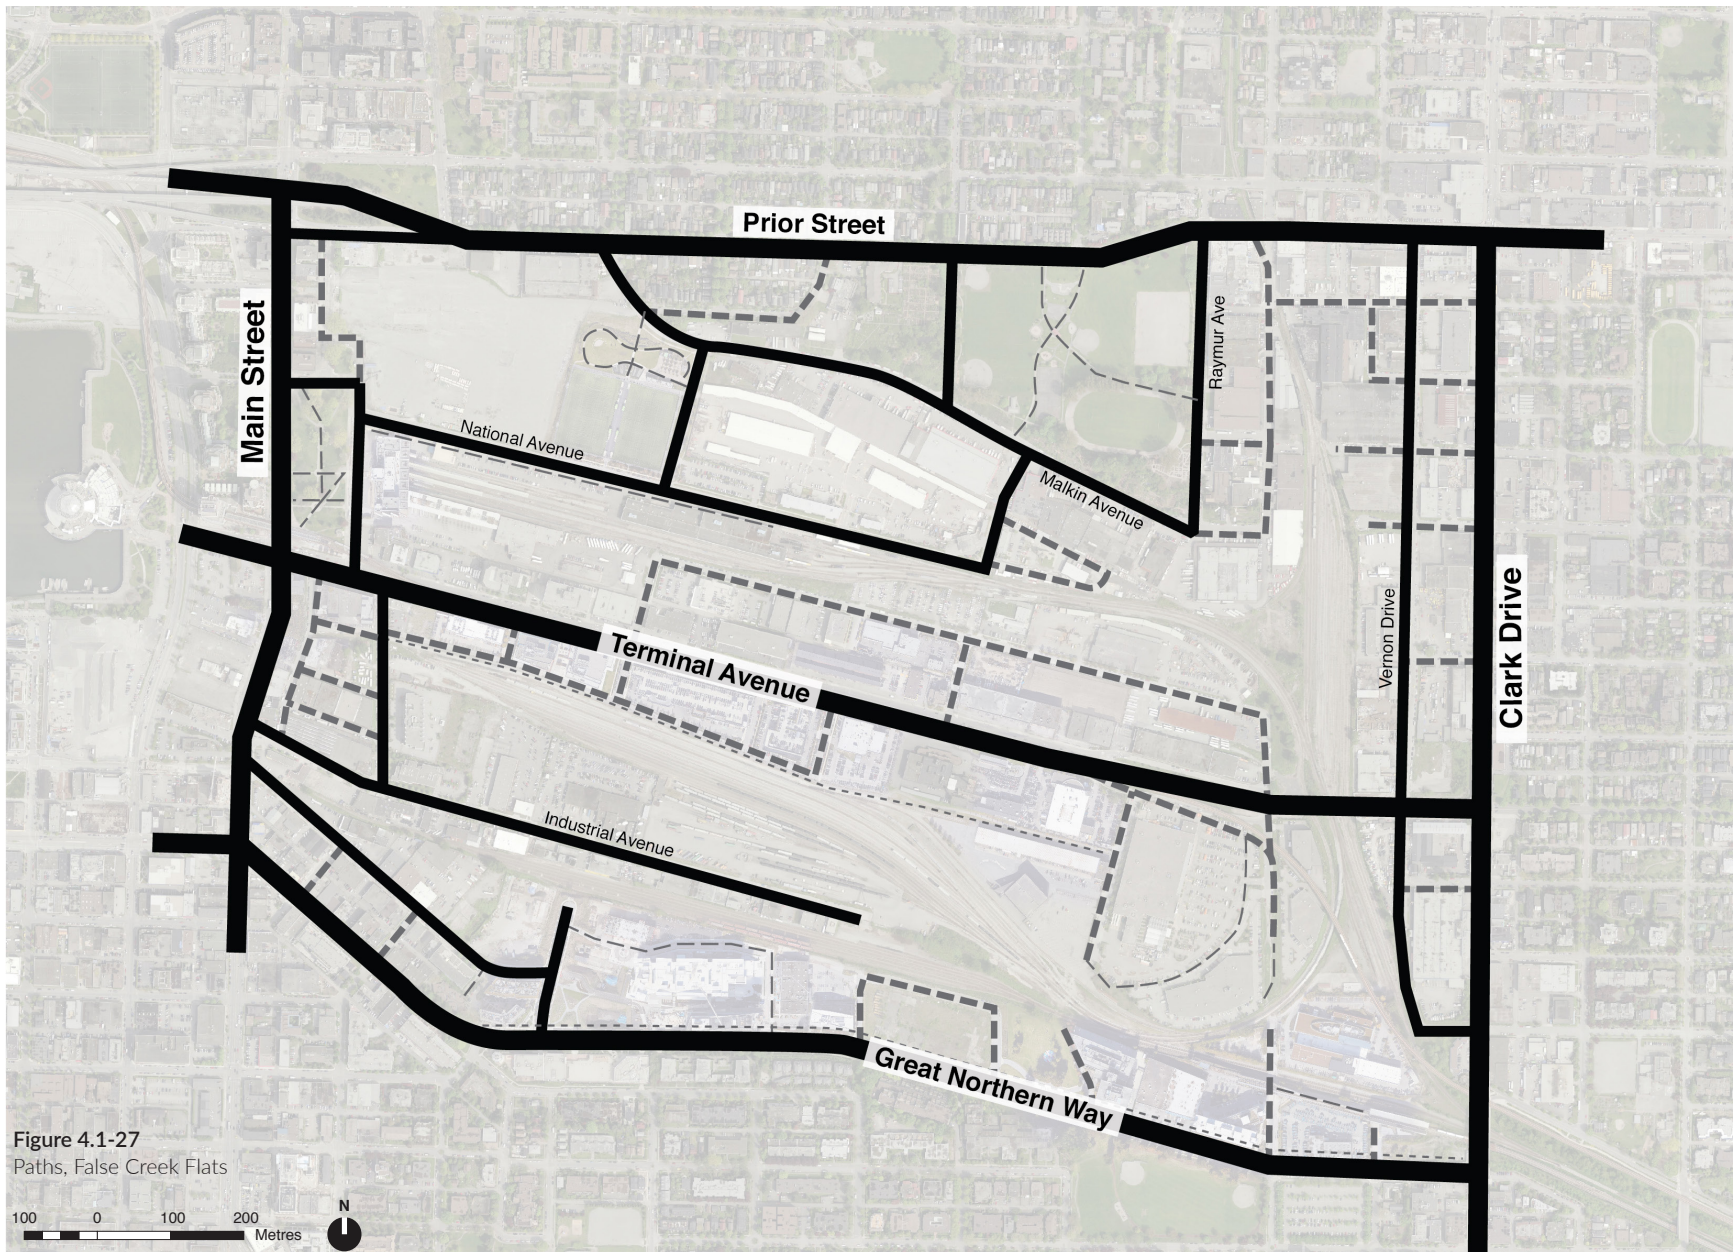 Prior Street
Main Street
Raymur Ave
National Avenue
Malkin Avenue
Terminal Avenue
Vernon Drive
Clark Drive
Industrial Avenue
Great Northern Way
Figure 4.1-27
Paths, False Creek Flats
N
100 0 100 200
Metres